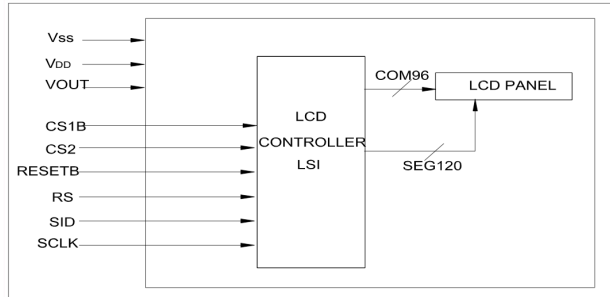 Vss
VDD
VOUT
CS1B
CS2
RESETB
RS
SID
SCLK
LCD
CONTROLLER
LSI
COM96
SEG120
LCD PANEL